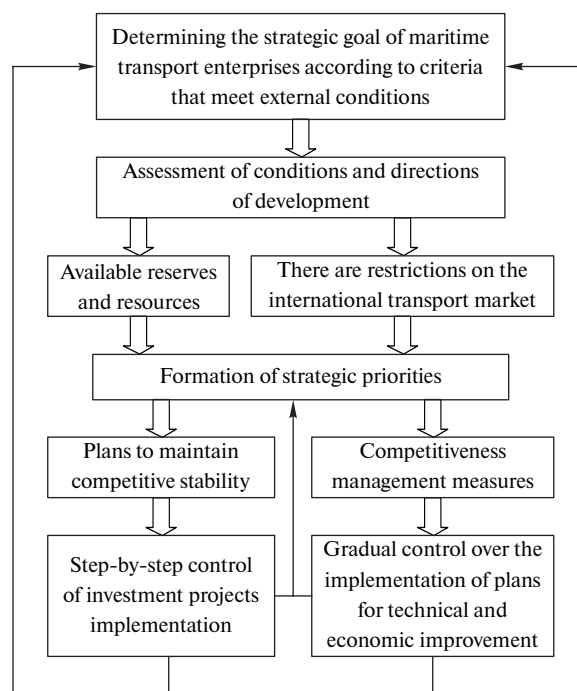 Determining the strategic goal of maritime
transport enterprises according to criteria
that meet external conditions
Assessment of conditions and directions
of development
Available reserves
and resources
There are restrictions on the
international transport market
Formation of strategic priorities
Plans to maintain
competitive stability
Competitiveness
management measures
Step-by-step control
of investment projects
implementation
Gradual control over the
implementation of plans
for technical and
economic improvement